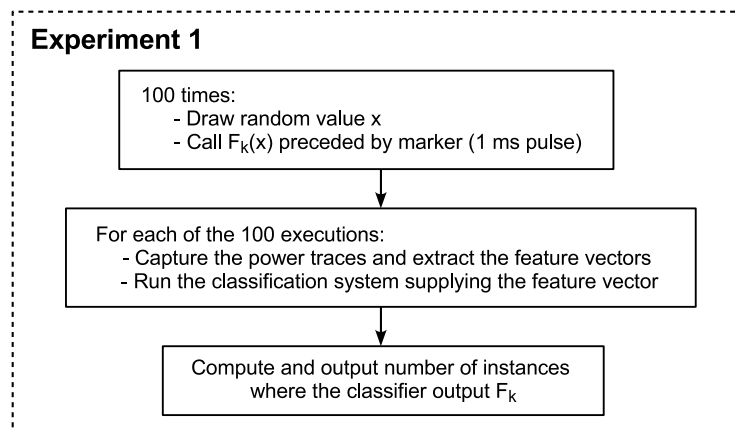 Experiment 1
100 times:
- Draw random value x
- Call Fk(x) preceded by marker (1 ms pulse)
For each of the 100 executions:
- Capture the power traces and extract the feature vectors
- Run the classification system supplying the feature vector
Compute and output number of instances
where the classifier output Fk